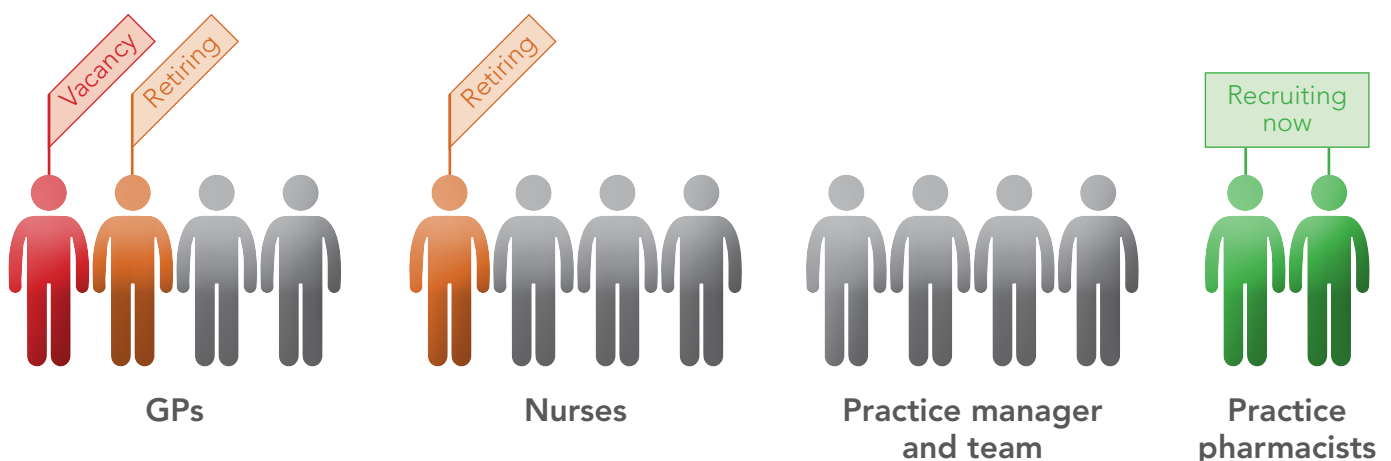 Vacancy
Retiring
Retiring
Recruiting
now
GPs
Nurses
Practice manager
and team
Practice
pharmacists